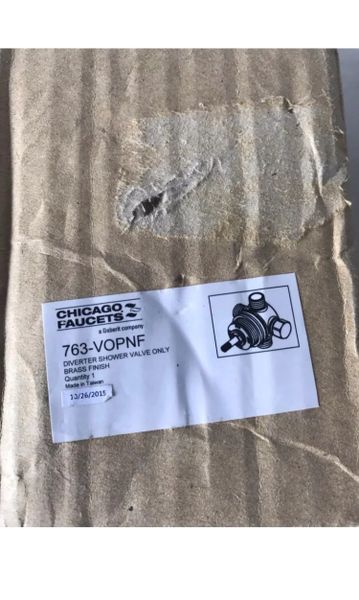 CHICAGO
FAUCETS
a Geberit company
763-VOPNF
DIVERTER SHOWER VALVE ONLY
BRASS FINISH
Quantity 1
Made in Taiwan
10/26/2015